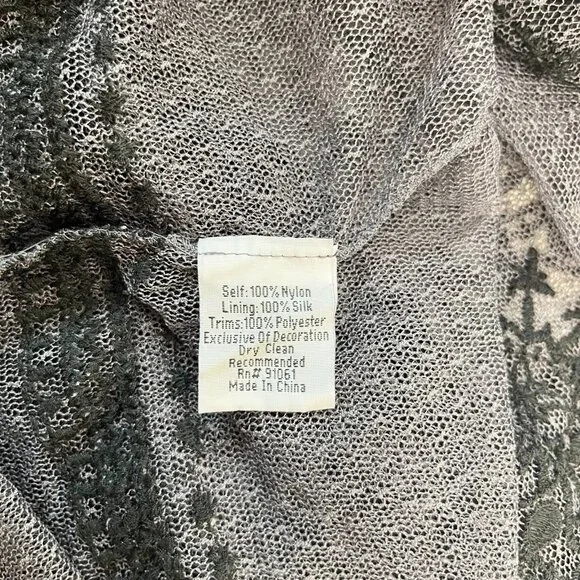 Self:100% Nylon
Lining:100% Silk
Trims:100% Polyester
Exclusive Of Decoration
Dry Clean
Recommended
Rn# 91061
Made In China